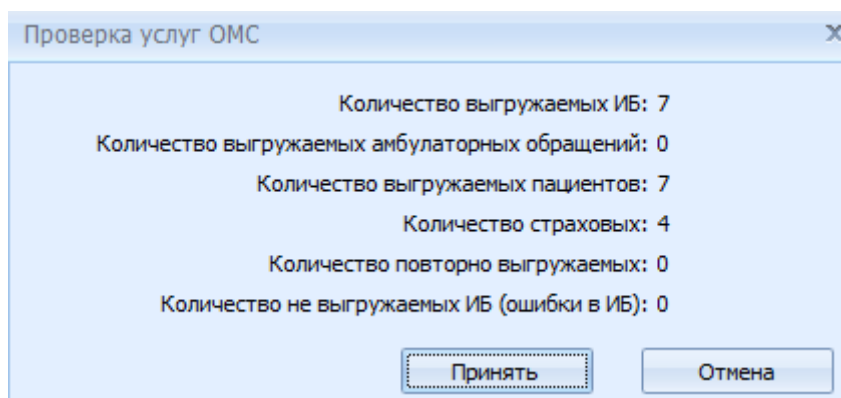 Проверка услуг ОМС
Количество выгружаемых ИБ: 7
Количество выгружаемых амбулаторных обращений: 0
Количество выгружаемых пациентов: 7
Количество страховых: 4
Количество повторно выгружаемых: 0
Количество не выгружаемых ИБ (ошибки в ИБ): 0
Принять Отмена